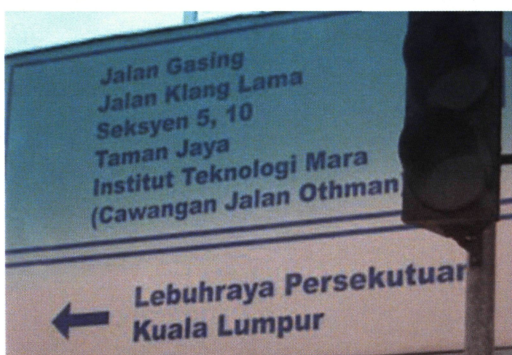 Jalan Gasing
Jalan Klang Lama
Seksyen 5, 10
Taman Jaya
Institut Teknologi Mara
(Cawangan Jalan Othman)
Lebuhraya Persekutuan
Kuala Lumpur